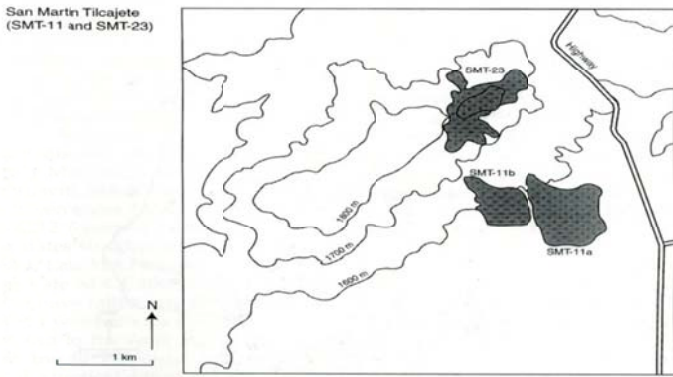 San Martin Tilcajete
(SMT-11 and SMT-23)
SMT-23
Highway
SMT-11b
1800 m
1700 m
1600 m
SMT-11a
N
1 km